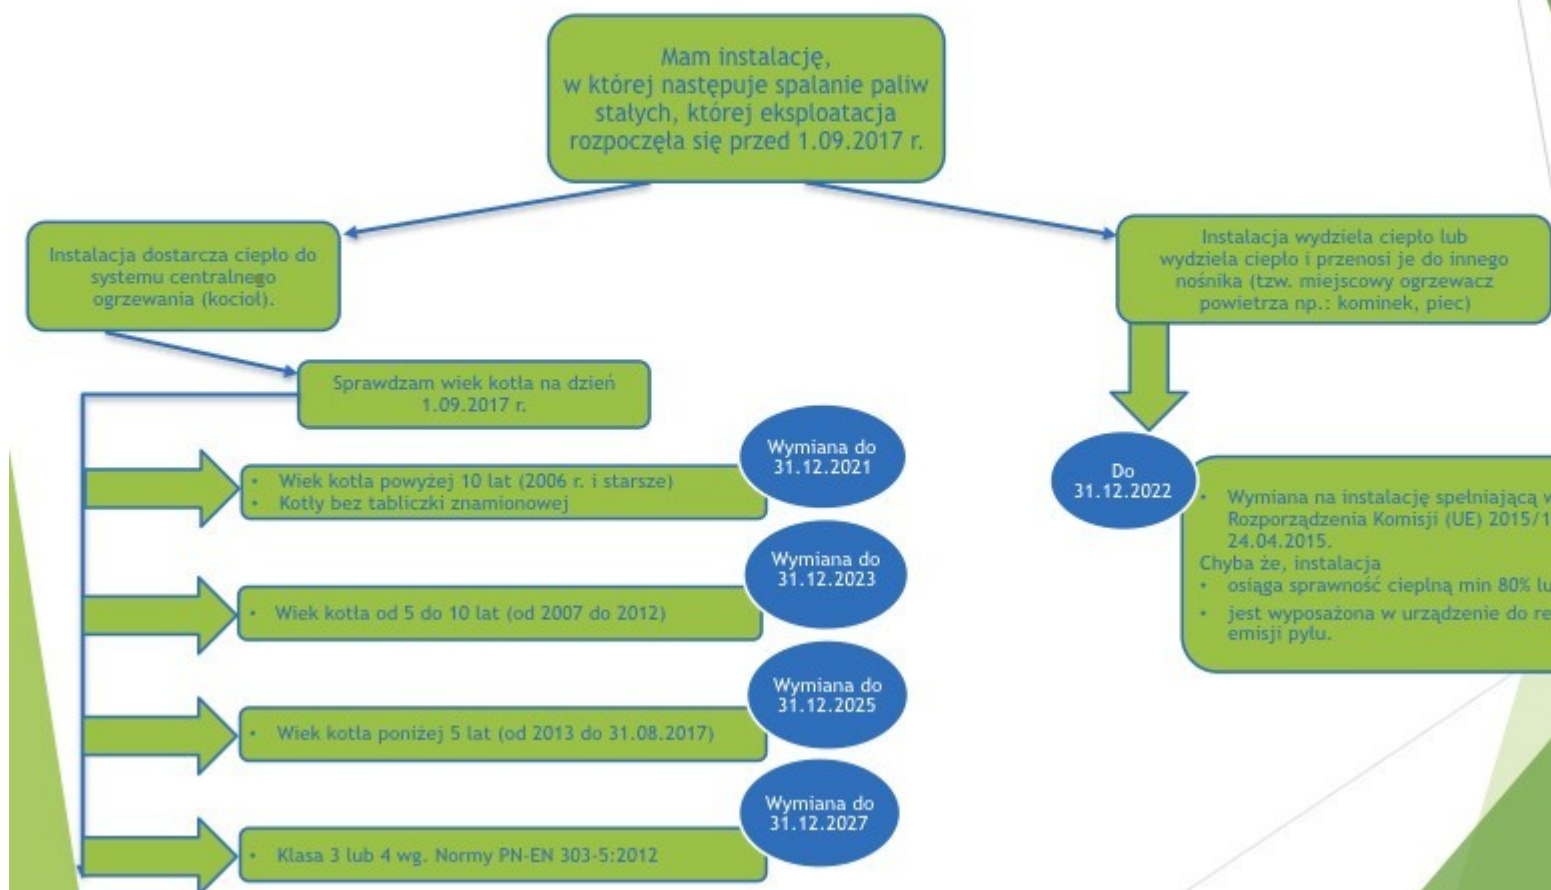 Mam instalację,
w której następuje spalanie paliw
stałych, której eksploatacja
rozpoczęła się przed 1.09.2017 r.
Instalacja dostarcza ciepło do
systemu centralnego
ogrzewania (kocioł).
Instalacja wydziela ciepło lub
wydziela ciepło i przenosi je do innego
nośnika (tzw. miejscowy ogrzewacz
powietrza np.: kominek, piec)
Sprawdzam wiek kotła na dzień
1.09.2017 r.
Wymiana do
31.12.2021
• Wiek kotła powyżej 10 lat (2006 r. i starsze)
• Kotły bez tabliczki znamionowej
Wymiana do
31.12.2023
• Wiek kotła od 5 do 10 lat (od 2007 do 2012)
Wymiana do
31.12.2025
• Wiek kotła poniżej 5 lat (od 2013 do 31.08.2017)
Wymiana do
31.12.2027
• Klasa 3 lub 4 wg. Normy PN-EN 303-5:2012
Do
31.12.2022
• Wymiana na instalację spełniającą
Rozporządzenia Komisji (UE) 2015/1
24.04.2015.
Chyba że, instalacja
• osiąga sprawność cieplną min 80%
• jest wyposażona w urządzenie do
emisji pyłu.